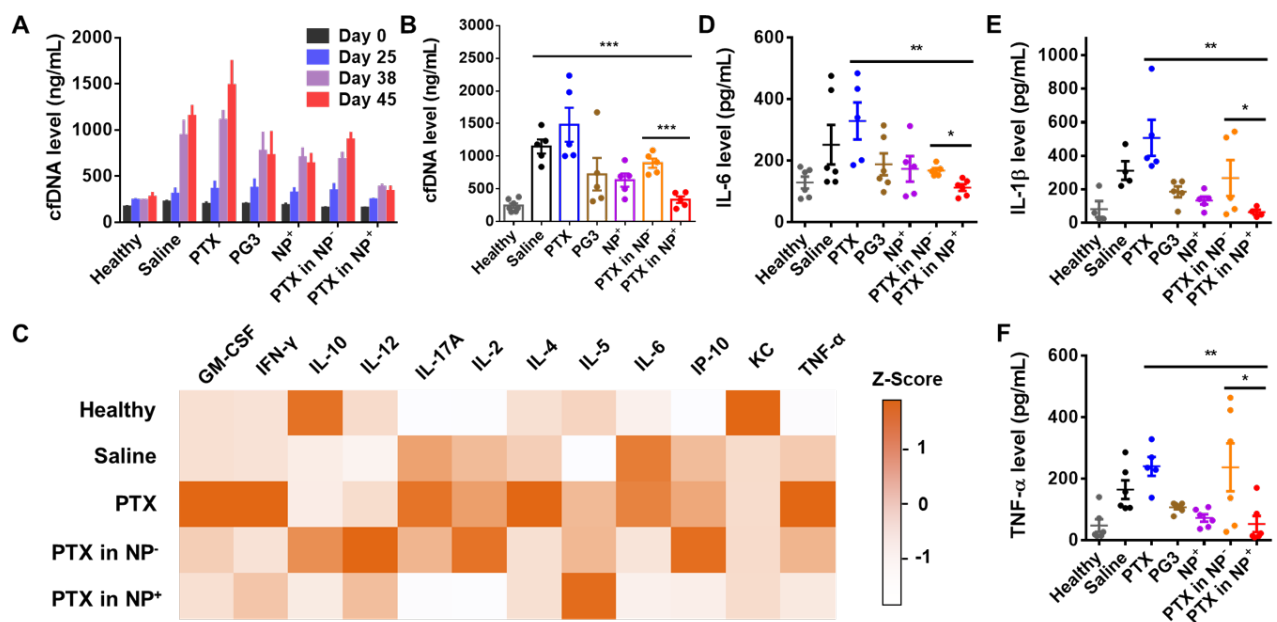 A
cfDNA level (ng/mL)
2000
1500
1000
500
0
Day 0
Day 25
Day 38
Day 45
Healthy
Saline
PTX
PG3
NP⁺
PTX in NP⁻
PTX in NP⁺
B
cfDNA level (ng/mL)
3000
2500
2000
1500
1000
500
0
***
***
Healthy
Saline
PTX
PG3
NP⁺
PTX in NP⁻
PTX in NP⁺
D
IL-6 level (pg/mL)
600
400
200
0
**
*
Healthy
Saline
PTX
PG3
NP⁺
PTX in NP⁻
PTX in NP⁺
E
IL-1β level (pg/mL)
1000
800
600
400
200
0
**
*
Healthy
Saline
PTX
PG3
NP⁺
PTX in NP⁻
PTX in NP⁺
C
GM-CSF
IFN-γ
IL-10
IL-12
IL-17A
IL-2
IL-4
IL-5
IL-6
IP-10
KC
TNF-α
Healthy
Saline
PTX
PTX in NP⁻
PTX in NP⁺
Z-Score
1
0
-1
F
TNF-α level (pg/mL)
600
400
200
0
**
*
Healthy
Saline
PTX
PG3
NP⁺
PTX in NP⁻
PTX in NP⁺